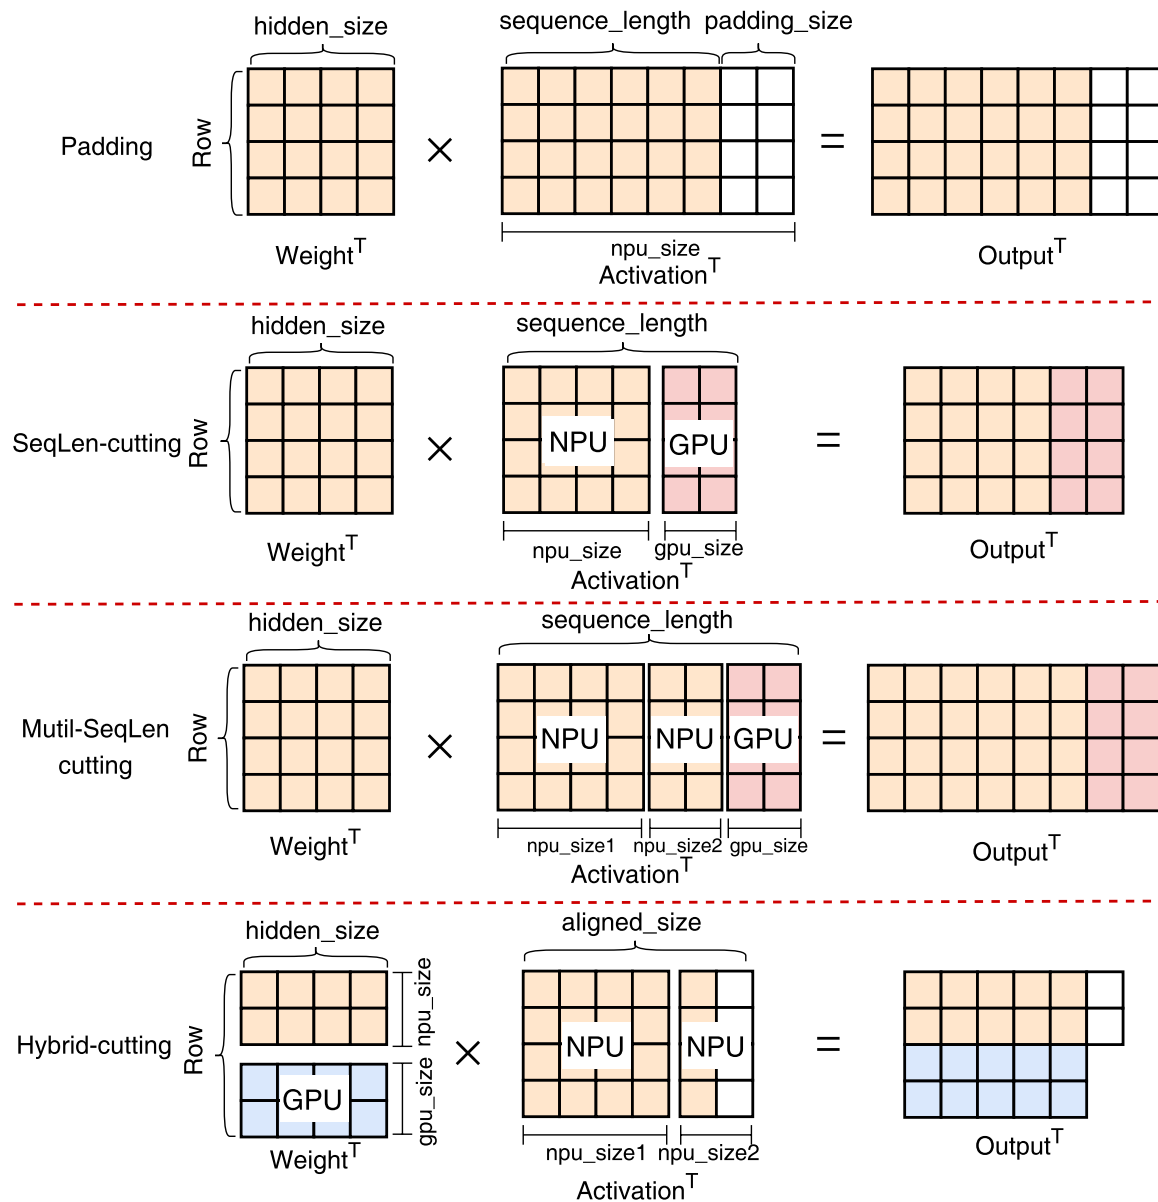 hidden_size
sequence_length
padding_size
Padding
Row
×
=
Weight^T
npu_size
Activation^T
Output^T
hidden_size
sequence_length
SeqLen-cutting
Row
×
NPU
GPU
=
Weight^T
npu_size
gpu_size
Activation^T
Output^T
hidden_size
sequence_length
Mutil-SeqLen
cutting
Row
×
NPU
NPU
GPU
=
Weight^T
npu_size1
npu_size2
gpu_size
Activation^T
Output^T
hidden_size
aligned_size
Hybrid-cutting
Row
npu_size
GPU
gpu_size
×
NPU
NPU
=
Weight^T
npu_size1
npu_size2
Activation^T
Output^T